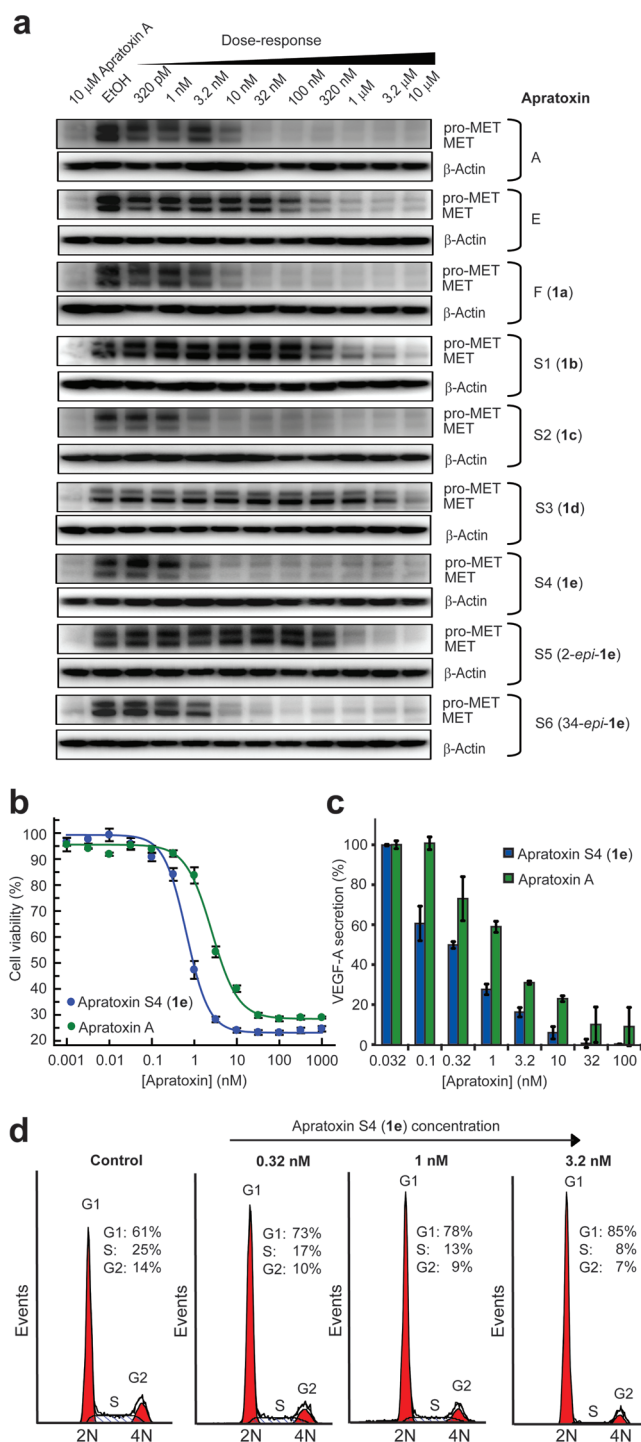 a
Dose-response
10 μM Apratoxin A
EtOH
320 pM
1 nM
3.2 nM
10 nM
32 nM
100 nM
320 nM
1 μM
3.2 μM
10 μM
Apratoxin
pro-MET
MET
β-Actin
A
pro-MET
MET
β-Actin
E
pro-MET
MET
β-Actin
F (1a)
pro-MET
MET
β-Actin
S1 (1b)
pro-MET
MET
β-Actin
S2 (1c)
pro-MET
MET
β-Actin
S3 (1d)
pro-MET
MET
β-Actin
S4 (1e)
pro-MET
MET
β-Actin
S5 (2-epi-1e)
pro-MET
MET
β-Actin
S6 (34-epi-1e)
b
Cell viability (%)
100
90
80
70
60
50
40
30
20
Apratoxin S4 (1e)
Apratoxin A
0.001 0.01 0.1 1 10 100 1000
[Apratoxin] (nM)
c
VEGF-A secretion (%)
100
80
60
40
20
0
Apratoxin S4 (1e)
Apratoxin A
0.032 0.1 0.32 1 3.2 10 32 100
[Apratoxin] (nM)
d
Apratoxin S4 (1e) concentration
Control
Events
G1
G1: 61%
S: 25%
G2: 14%
S
G2
2N 4N
0.32 nM
Events
G1
G1: 73%
S: 17%
G2: 10%
S
G2
2N 4N
1 nM
Events
G1
G1: 78%
S: 13%
G2: 9%
S
G2
2N 4N
3.2 nM
Events
G1
G1: 85%
S: 8%
G2: 7%
S
G2
2N 4N